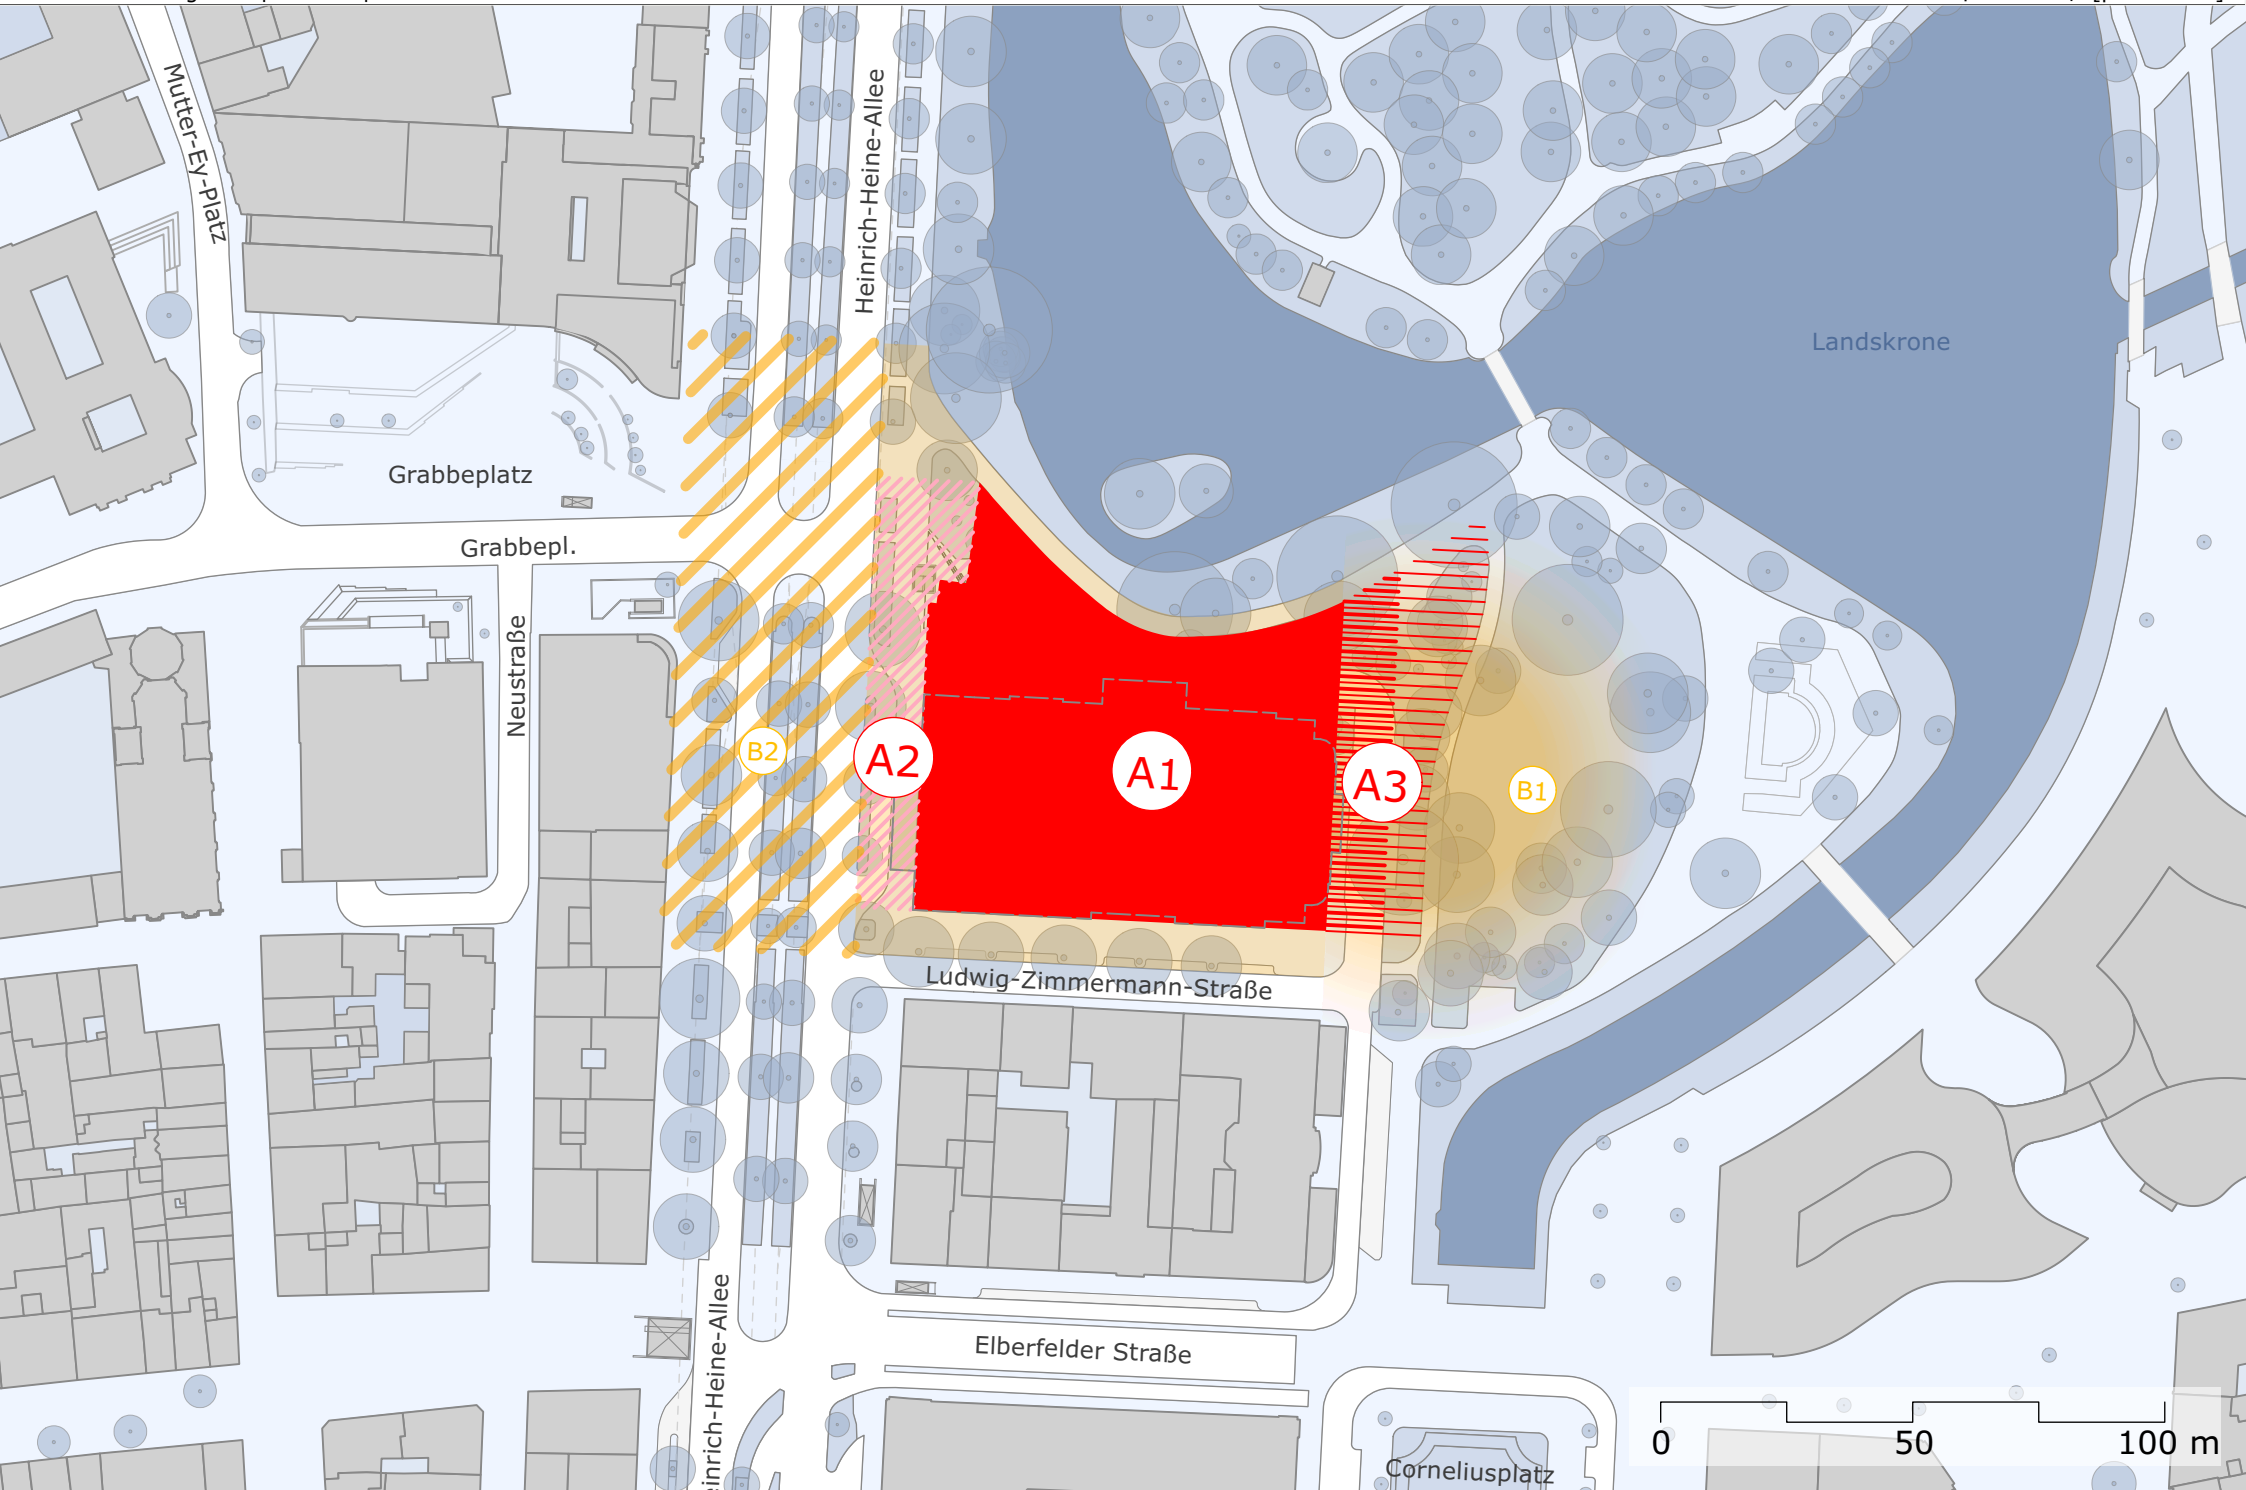 Mutter-Ey-Platz
Heinrich-Heine-Allee
Landskrone
Grabbeplatz
Grabbepl.
Neustraße
B2
A2
A1
A3
B1
Ludwig-Zimmermann-Straße
einrich-Heine-Allee
Elberfelder Straße
Corneliusplatz
0
50
100 m